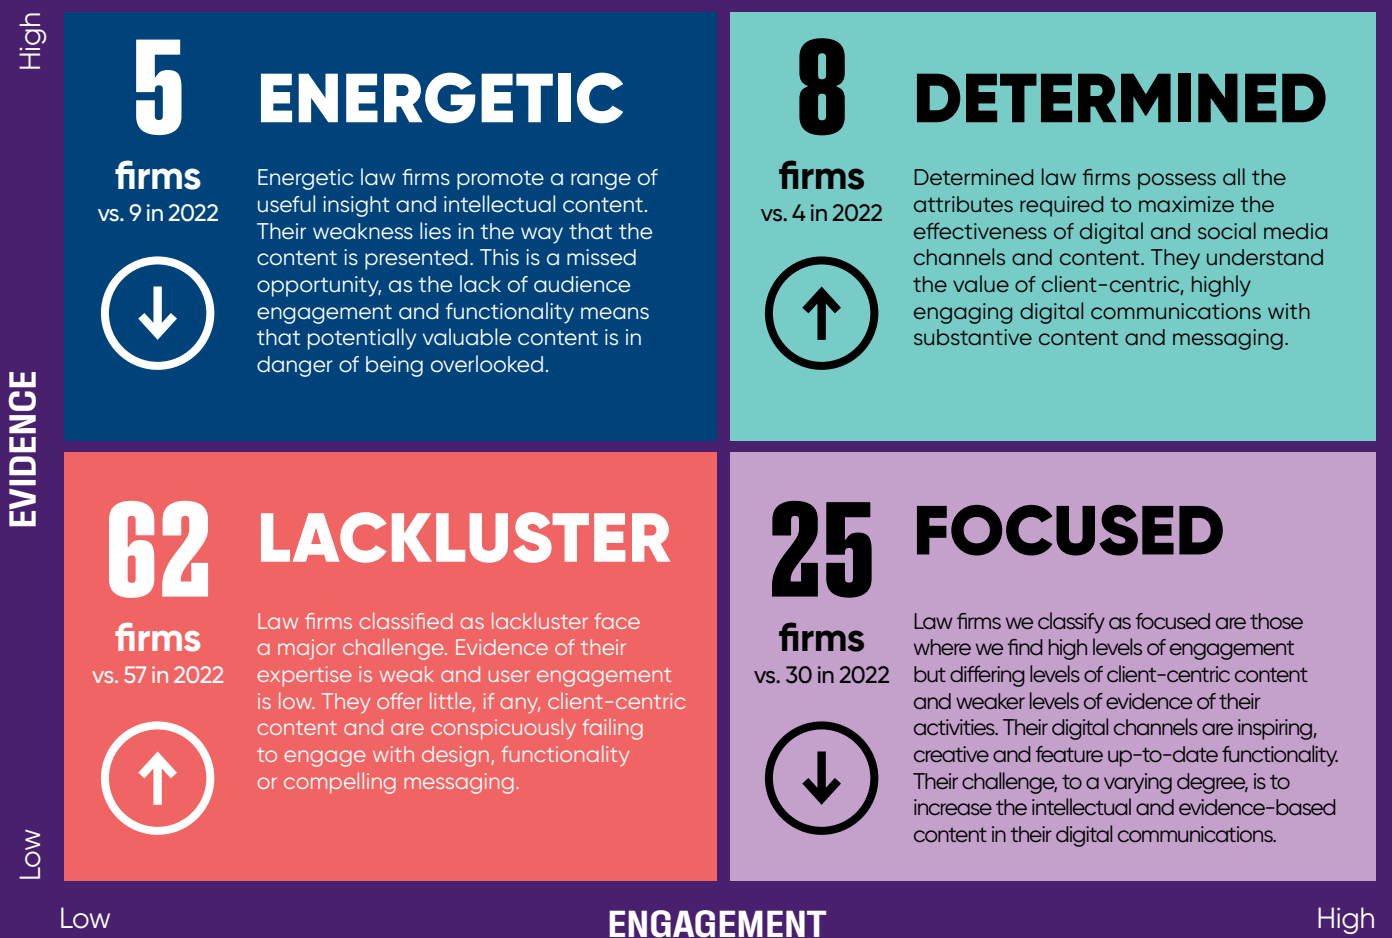 High
5
firms
vs. 9 in 2022
ENERGETIC
Energetic law firms promote a range of
useful insight and intellectual content.
Their weakness lies in the way that the
content is presented. This is a missed
opportunity, as the lack of audience
engagement and functionality means
that potentially valuable content is in
danger of being overlooked.
8
firms
vs. 4 in 2022
DETERMINED
Determined law firms possess all the
attributes required to maximize the
effectiveness of digital and social media
channels and content. They understand
the value of client-centric, highly
engaging digital communications with
substantive content and messaging.
EVIDENCE
62
firms
vs. 57 in 2022
LACKLUSTER
Law firms classified as lackluster face
a major challenge. Evidence of their
expertise is weak and user engagement
is low. They offer little, if any, client-centric
content and are conspicuously failing
to engage with design, functionality
or compelling messaging.
25
firms
vs. 30 in 2022
FOCUSED
Law firms we classify as focused are those
where we find high levels of engagement
but differing levels of client-centric content
and weaker levels of evidence of their
activities. Their digital channels are inspiring,
creative and feature up-to-date functionality.
Their challenge, to a varying degree, is to
increase the intellectual and evidence-based
content in their digital communications.
Low
Low
ENGAGEMENT
High